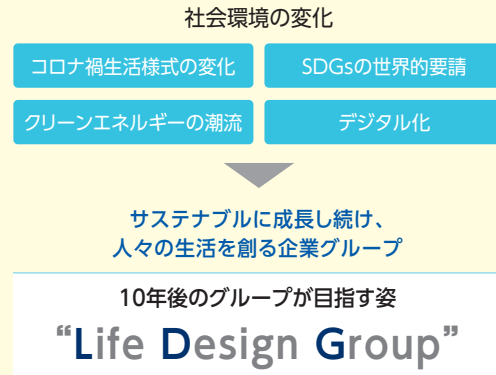 社会環境の変化
コロナ禍生活様式の変化
SDGsの世界的要請
クリーンエネルギーの潮流
デジタル化
サステナブルに成長し続け、
人々の生活を創る企業グループ
10年後のグループが目指す姿
“Life Design Group”